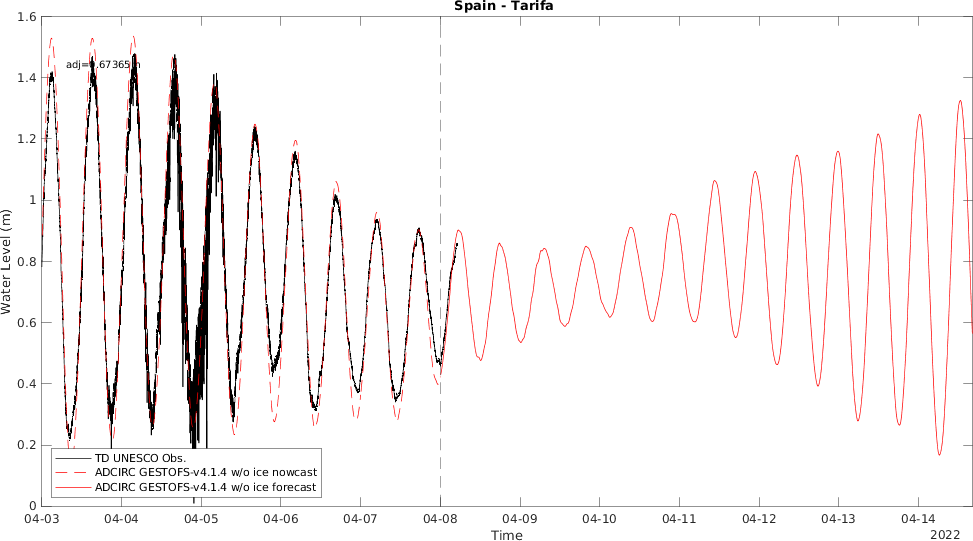 Spain - Tarifa
1.6
1.4
1.2
1
0.8
0.6
0.4
0.2
0
Water Level (m)
TD UNESCO Obs.
ADCIRC GESTOFS-v4.1.4 w/o ice nowcast
ADCIRC GESTOFS-v4.1.4 w/o ice forecast
04-03 04-04 04-05 04-06 04-07 04-08 04-09 04-10 04-11 04-12 04-13 04-14
Time
2022